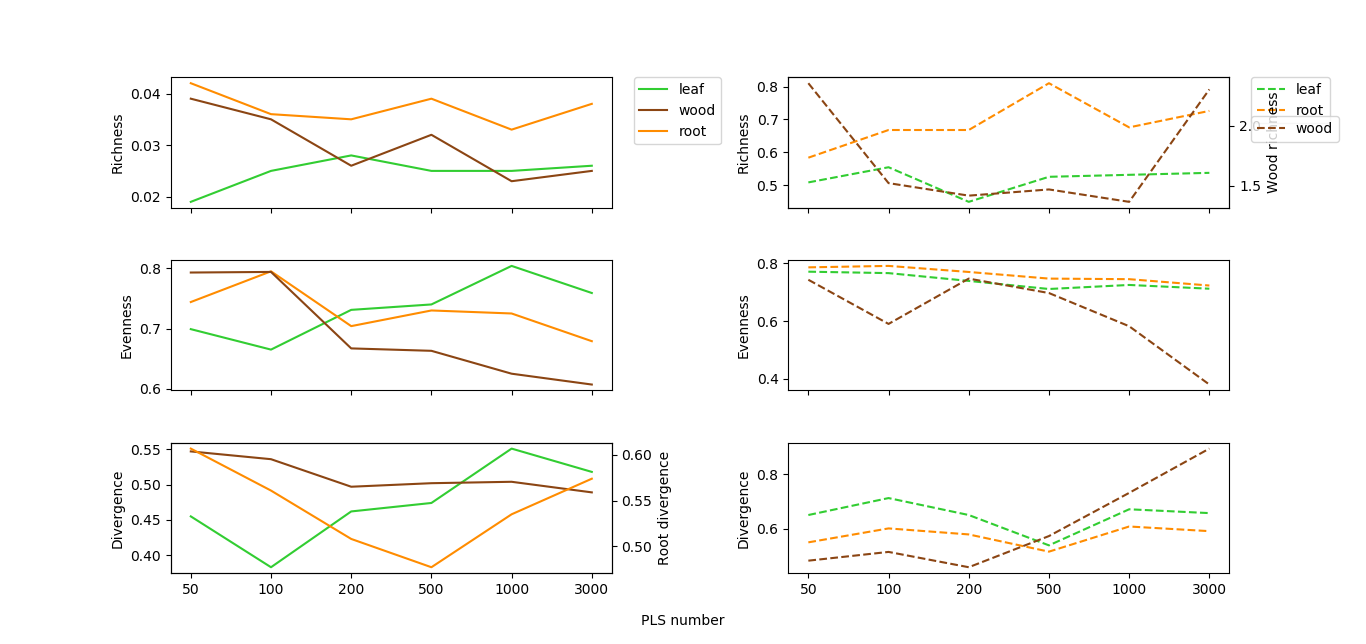 Richness
0.04
0.03
0.02
leaf
wood
root
Richness
0.8
0.7
0.6
0.5
2.0
1.5
Wood richness
leaf
root
wood
Evenness
0.8
0.7
0.6
Evenness
0.8
0.6
0.4
Divergence
0.55
0.50
0.45
0.40
0.60
0.55
0.50
Root divergence
50 100 200 500 1000 3000
Divergence
0.8
0.6
50 100 200 500 1000 3000
PLS number